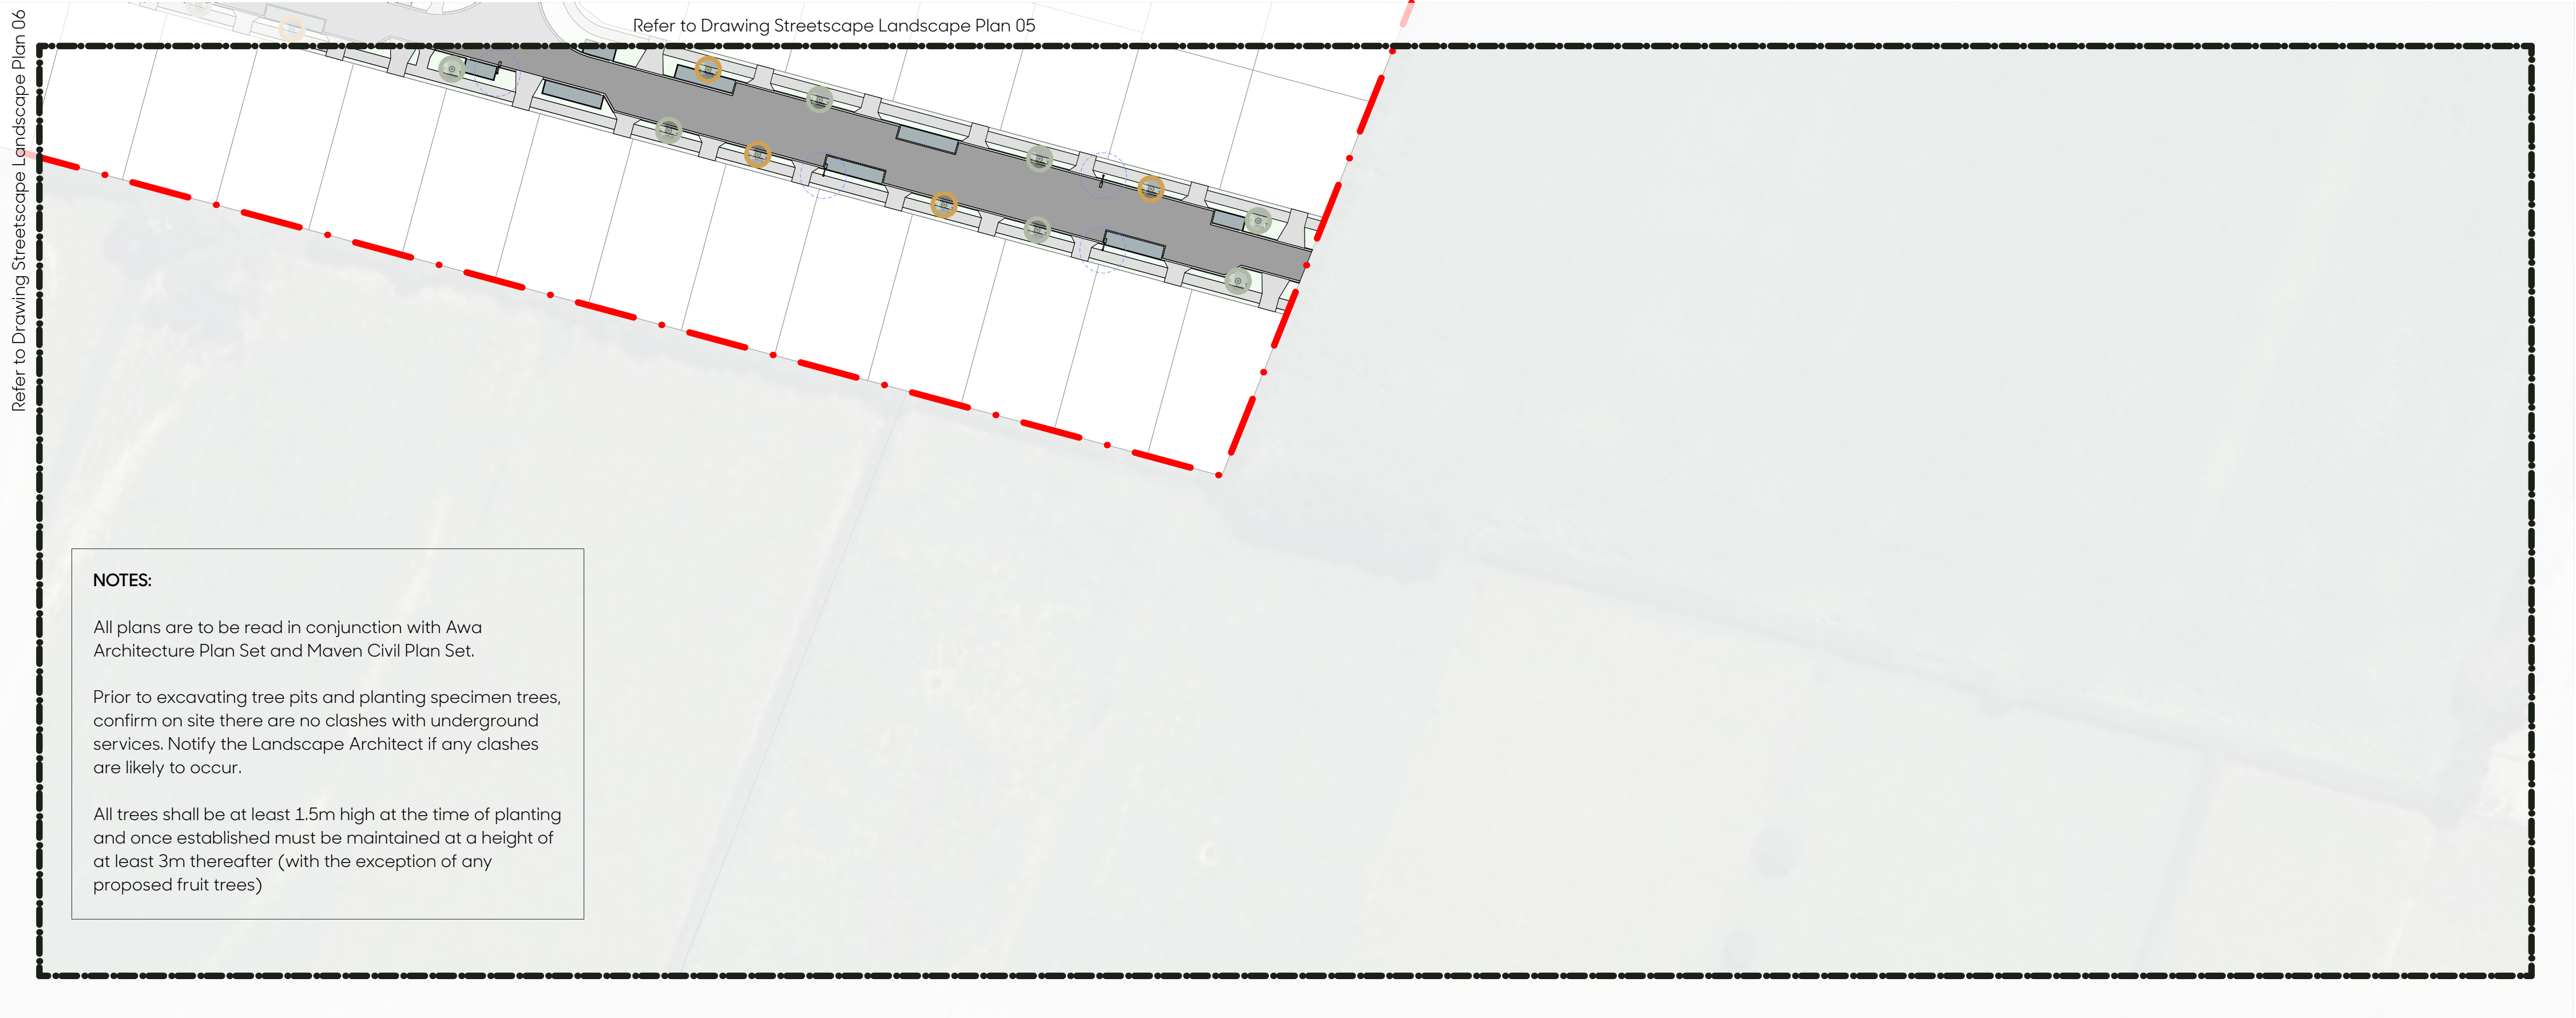 Refer to Drawing Streetscape Landscape Plan 05
Refer to Drawing Streetscape Landscape Plan 06
NOTES:
All plans are to be read in conjunction with Awa
Architecture Plan Set and Maven Civil Plan Set.
Prior to excavating tree pits and planting specimen trees,
confirm on site there are no clashes with underground
services. Notify the Landscape Architect if any clashes
are likely to occur.
All trees shall be at least 1.5m high at the time of planting
and once established must be maintained at a height of
at least 3m thereafter (with the exception of any
proposed fruit trees)